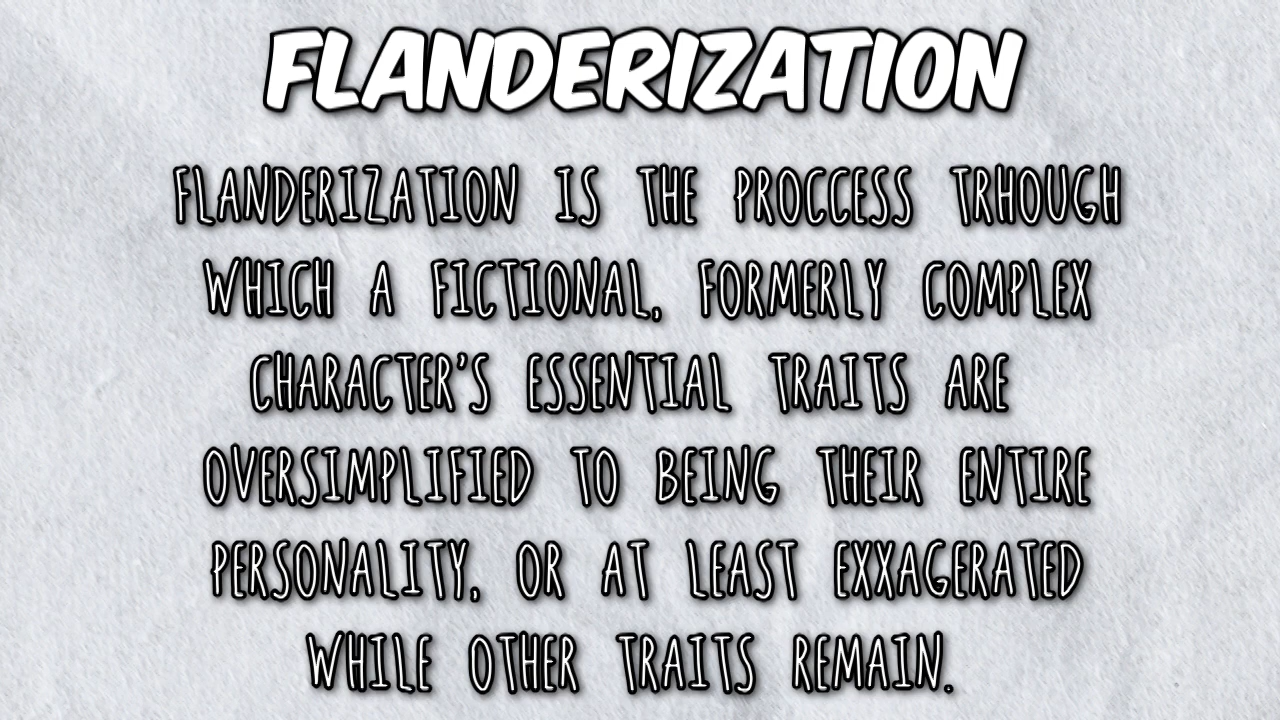 FLANDERIZATION
FLANDERIZATION IS THE PROCCESS TRHOUGH
WHICH A FICTIONAL, FORMERLY COMPLEX
CHARACTER'S ESSENTIAL TRAITS ARE
OVERSIMPLIFIED TO BEING THEIR ENTIRE
PERSONALITY, OR AT LEAST EXXAGERATED
WHILE OTHER TRAITS REMAIN.